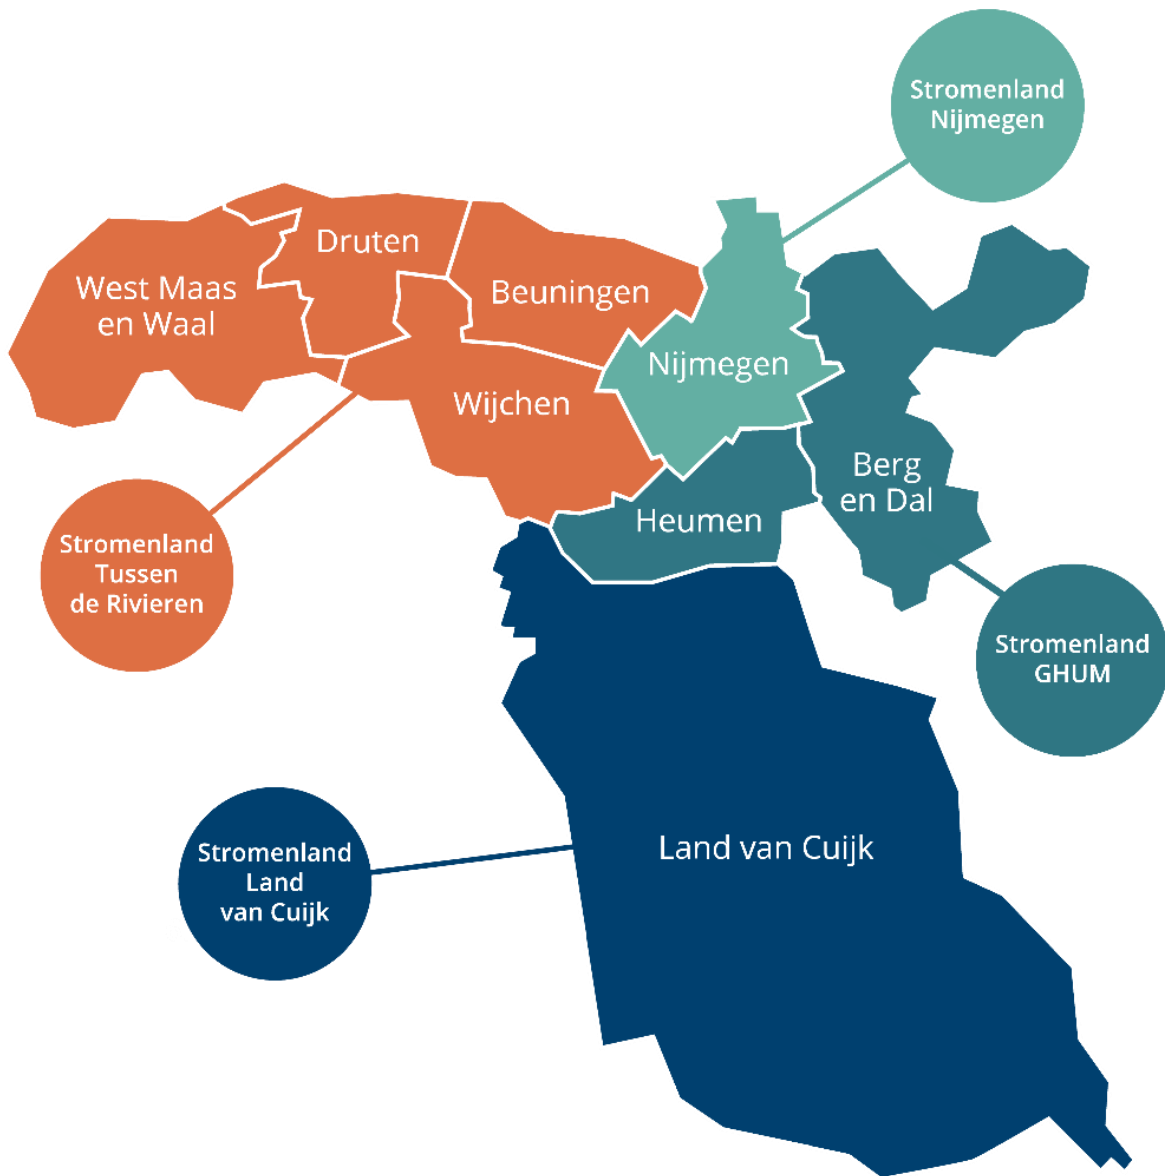 Stromenland
Nijmegen
Druten
West Maas
en Waal
Beuningen
Nijmegen
Wijchen
Berg
en Dal
Heumen
Stromenland
Tussen
de Rivieren
Stromenland
GHUM
Land van Cuijk
Stromenland
Land
van Cuijk